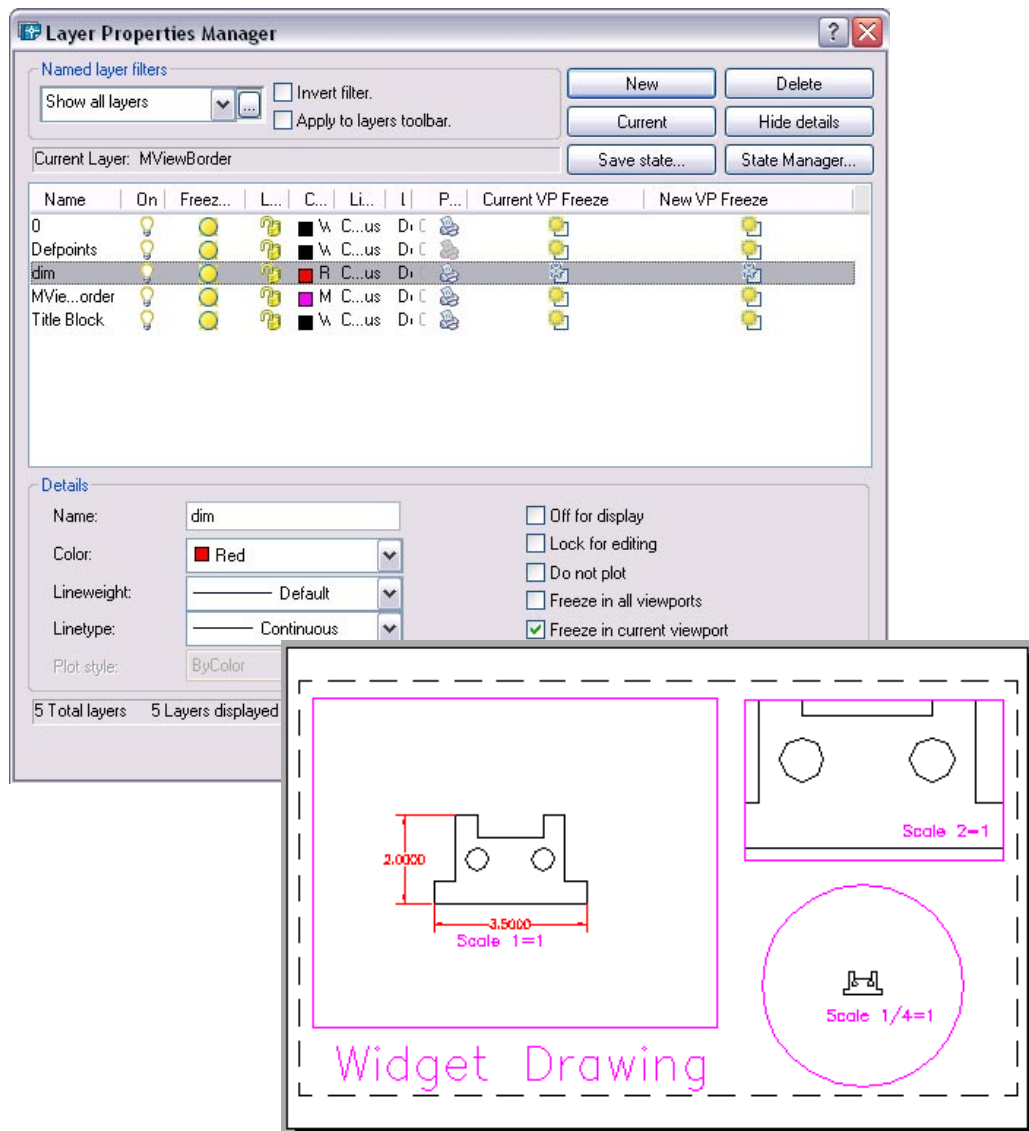 Layer Properties Manager
Named layer filters
Show all layers
...
Invert filter.
Apply to layers toolbar.
New
Delete
Current
Hide details
Current Layer: MViewBorder
Save state...
State Manager...
Name On Freez... L... C... Li... P... Current VP Freeze New VP Freeze
0 C...us
Defpoints C...us
dim R C...us
MVie...order M C...us
Title Block C...us
Details
Name: dim
Off for display
Color: Red
Lock for editing
Do not plot
Lineweight: Default
Freeze in all viewports
Linetype: Continuous
Freeze in current viewport
Plot style: ByColor
5 Total layers 5 Layers displayed
2.0000
3.5000
Scale 1=1
Scale 2=1
Scale 1/4=1
Widget Drawing